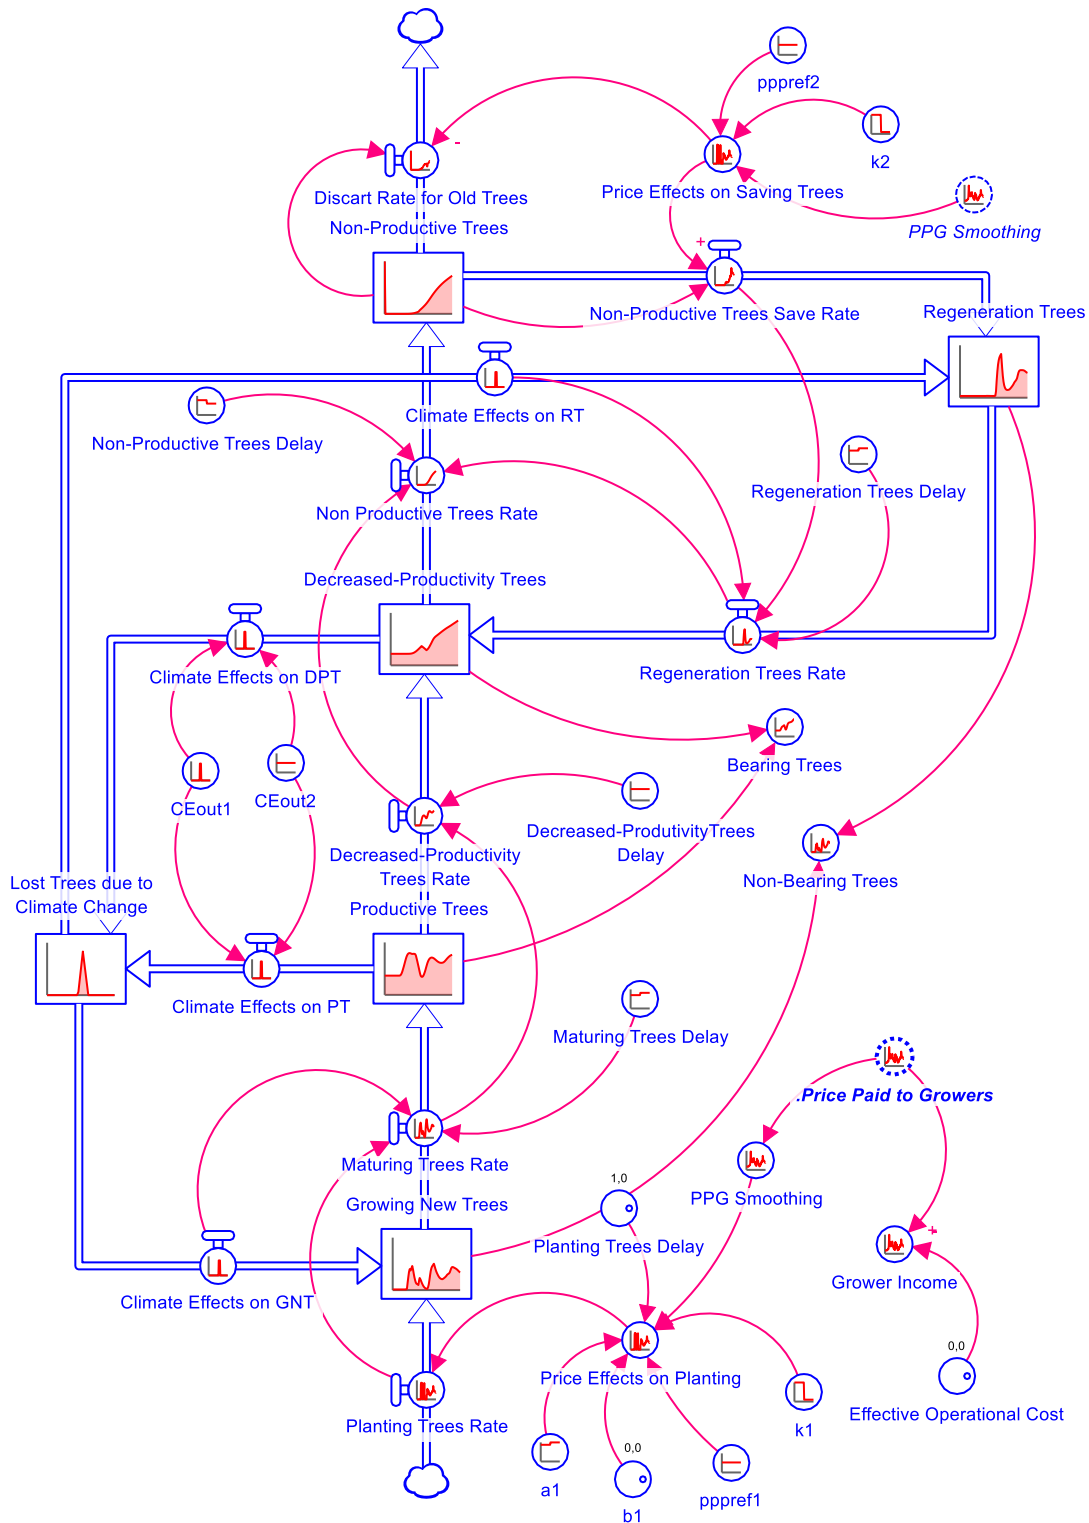 pppref2
k2
-
Discart Rate for Old Trees
Price Effects on Saving Trees
Non-Productive Trees
PPG Smoothing
+
Non-Productive Trees Save Rate
Regeneration Trees
Climate Effects on RT
Non-Productive Trees Delay
Regeneration Trees Delay
Non Productive Trees Rate
Decreased-Productivity Trees
Climate Effects on DPT
Regeneration Trees Rate
Bearing Trees
CEout1
CEout2
Decreased-ProdutivityTrees
Delay
Decreased-Productivity
Trees Rate
Lost Trees due to
Climate Change
Non-Bearing Trees
Productive Trees
Climate Effects on PT
Maturing Trees Delay
.Price Paid to Growers
Maturing Trees Rate
1,0
PPG Smoothing
Growing New Trees
+
Planting Trees Delay
Grower Income
Climate Effects on GNT
0,0
Price Effects on Planting
Effective Operational Cost
Planting Trees Rate
k1
0,0
a1
b1
pppref1